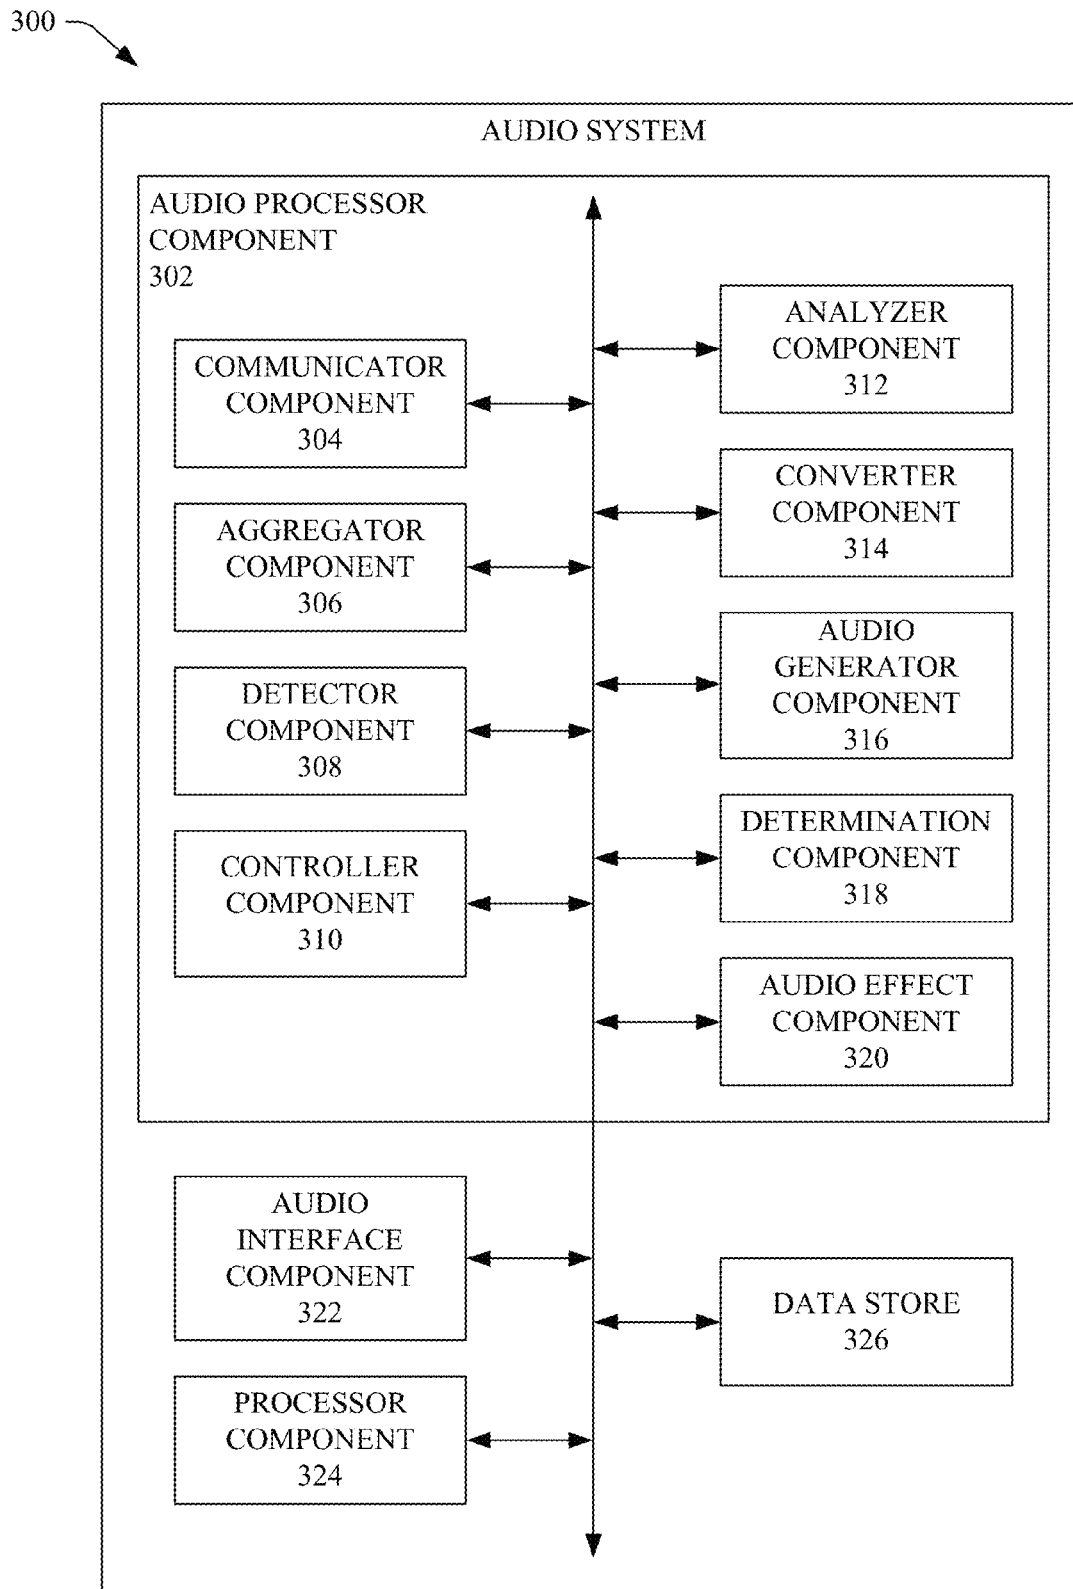 300
AUDIO SYSTEM
AUDIO PROCESSOR
COMPONENT
302
COMMUNICATOR
COMPONENT
304
AGGREGATOR
COMPONENT
306
DETECTOR
COMPONENT
308
CONTROLLER
COMPONENT
310
ANALYZER
COMPONENT
312
CONVERTER
COMPONENT
314
AUDIO
GENERATOR
COMPONENT
316
DETERMINATION
COMPONENT
318
AUDIO EFFECT
COMPONENT
320
AUDIO
INTERFACE
COMPONENT
322
PROCESSOR
COMPONENT
324
DATA STORE
326